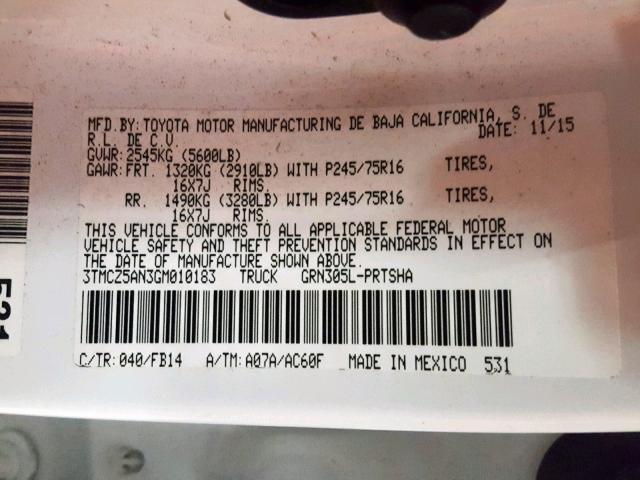 MFD.BY:TOYOTA MOTOR MANUFACTURING DE BAJA CALIFORNIA, S. DE
R.L. DE C.V. DATE: 11/15
GVWR:2545KG (5600LB)
GAWR:FRT. 1320KG (2910LB) WITH P245/75R16 TIRES,
16X7J RIMS.
RR. 1490KG (3280LB) WITH P245/75R16 TIRES,
16X7J RIMS.
THIS VEHICLE CONFORMS TO ALL APPLICABLE FEDERAL MOTOR
VEHICLE SAFETY AND THEFT PREVENTION STANDARDS IN EFFECT ON
THE DATE OF MANUFACTURE SHOWN ABOVE.
3TMCZ5AN3GM010183 TRUCK GRN305L-PRTSHA
C/TR:040/FB14 A/TM:A07A/AC60F MADE IN MEXICO 531